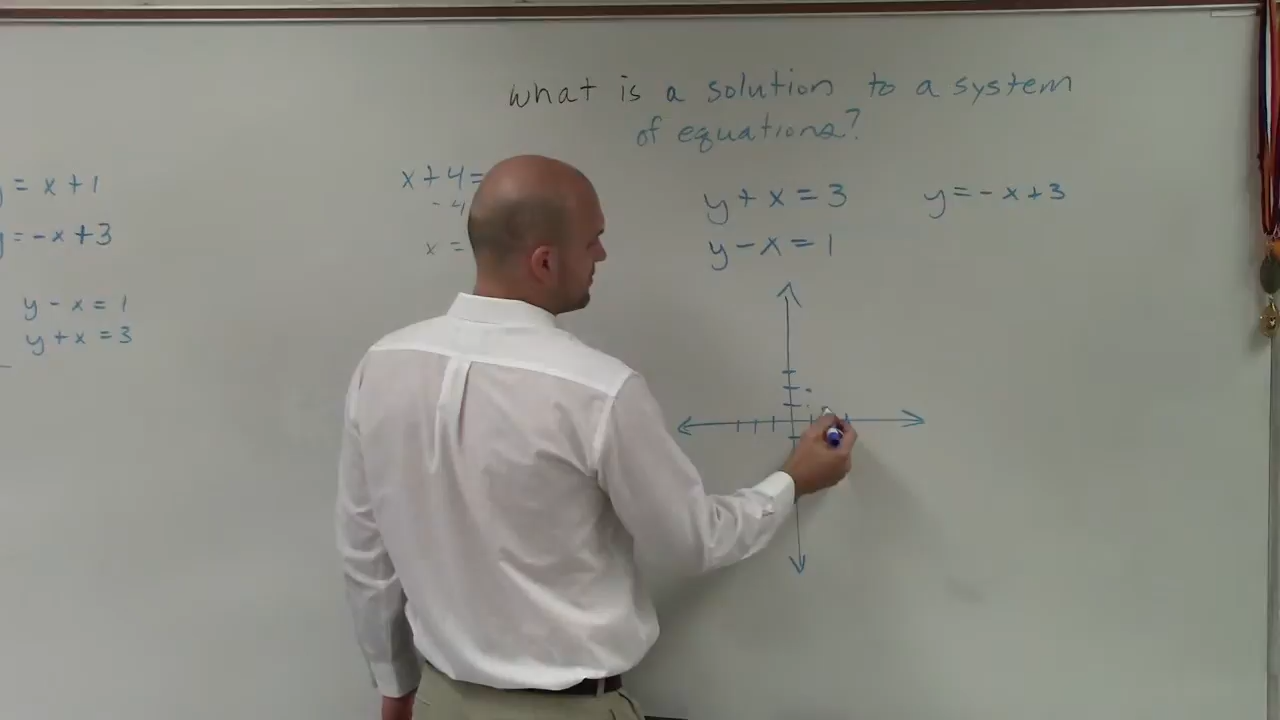 what is a solution to a system
of equations?
= x + 1
= - x + 3
y - x = 1
y + x = 3
x + 4 =
- 4
x =
y + x = 3
y - x = 1
y = - x + 3